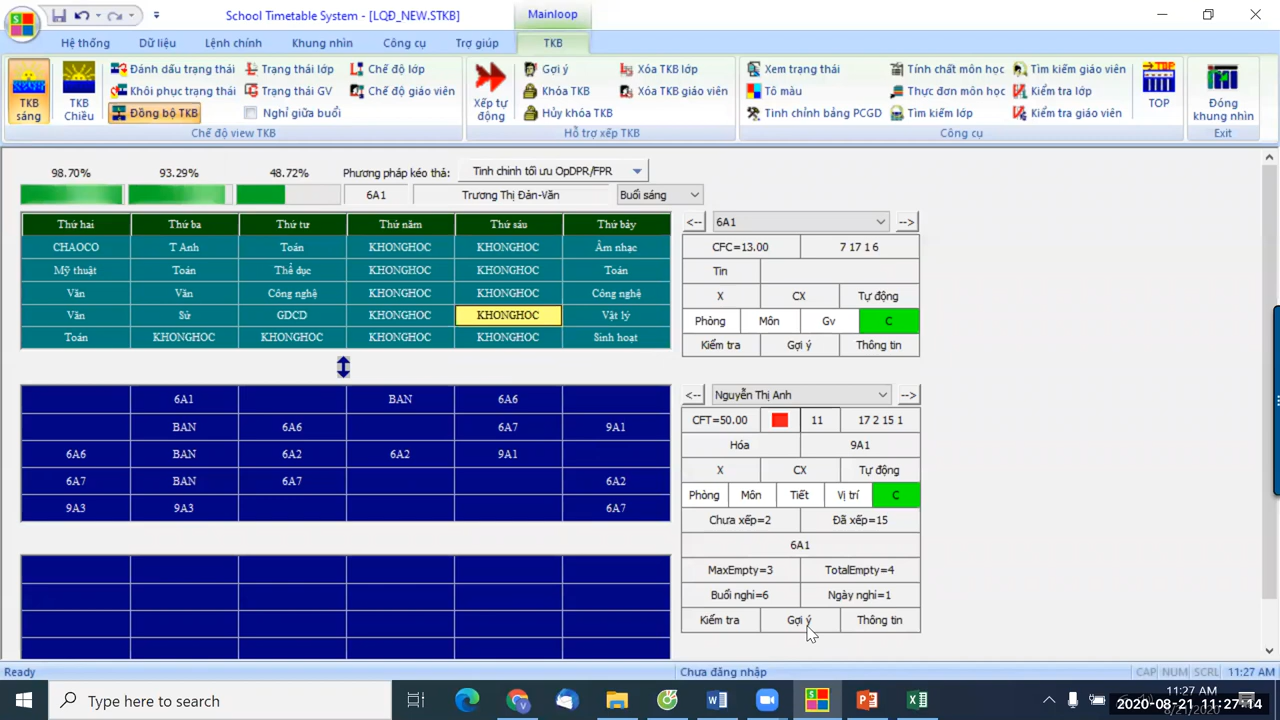 School Timetable System - [LQĐ_NEW.STKB]
Mainloop
Hệ thống Dữ liệu Lệnh chính Khung nhìn Công cụ Trợ giúp TKB
TKB sáng
TKB Chiều
Đánh dấu trạng thái Trạng thái lớp Chế độ lớp
Khôi phục trạng thái Trạng thái GV Chế độ giáo viên
Đồng bộ TKB Nghỉ giữa buổi
Chế độ view TKB
Xếp tự động
Gợi ý Xóa TKB lớp
Khóa TKB Xóa TKB giáo viên
Hủy khóa TKB
Hỗ trợ xếp TKB
Xem trạng thái Tính chất môn học Tìm kiếm giáo viên
Tô màu Thực đơn môn học Kiểm tra lớp
Tinh chỉnh bảng PCGD Tìm kiếm lớp Kiểm tra giáo viên
Công cụ
TOP
TOP
Đóng khung nhìn
Exit
98.70% 93.29% 48.72% Phương pháp kéo thả: Tinh chỉnh tối ưu OpDPR/FPR
6A1 Trương Thị Đản-Văn Buổi sáng
Thứ hai Thứ ba Thứ tư Thứ năm Thứ sáu Thứ bảy
CHAOCO T Anh Toán KHONGHOC KHONGHOC Âm nhạc
Mỹ thuật Toán Thể dục KHONGHOC KHONGHOC Toán
Văn Văn Công nghệ KHONGHOC KHONGHOC Công nghệ
Văn Sử GDCD KHONGHOC KHONGHOC Vật lý
Toán KHONGHOC KHONGHOC KHONGHOC KHONGHOC Sinh hoạt
<-- 6A1 -->
CFC=13.00 7 17 1 6
Tin
X CX Tự động
Phòng Môn Gv C
Kiểm tra Gợi ý Thông tin
6A1 BAN 6A6
BAN 6A6 6A7 9A1
6A6 BAN 6A2 6A2 9A1
6A7 BAN 6A7 6A2
9A3 9A3 6A7
<-- Nguyễn Thị Anh -->
CFT=50.00 11 17 2 15 1
Hóa 9A1
X CX Tự động
Phòng Môn Tiết Vị trí C
Chưa xếp=2 Đã xếp=15
6A1
MaxEmpty=3 TotalEmpty=4
Buổi nghỉ=6 Ngày nghỉ=1
Kiểm tra Gợi ý Thông tin
Ready Chưa đăng nhập CAP NUM SCRL 11:27 AM
Type here to search
11:27 AM
2020-08-21 11:27:14